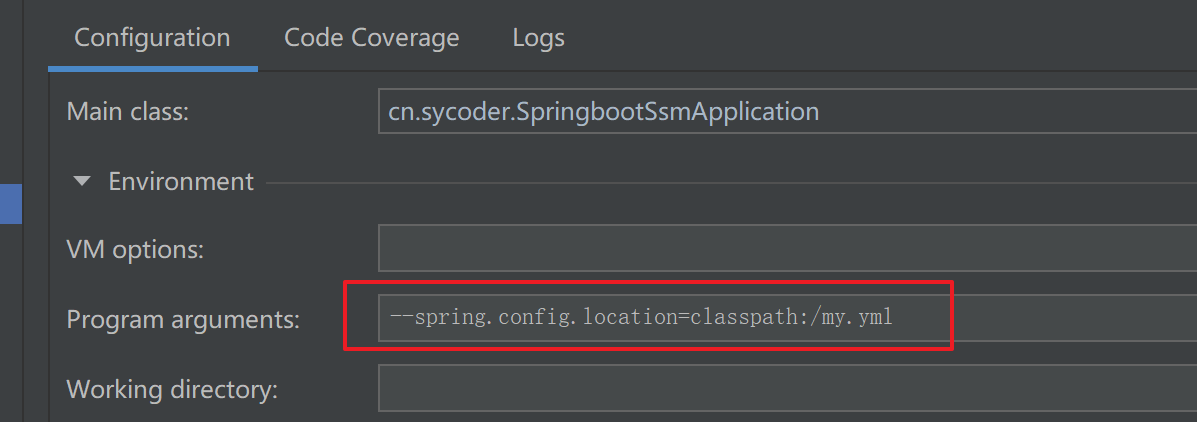 Configuration Code Coverage Logs
Main class: cn.sycoder.SpringbootSsmApplication
Environment
VM options:
Program arguments: --spring.config.location=classpath:/my.yml
Working directory: